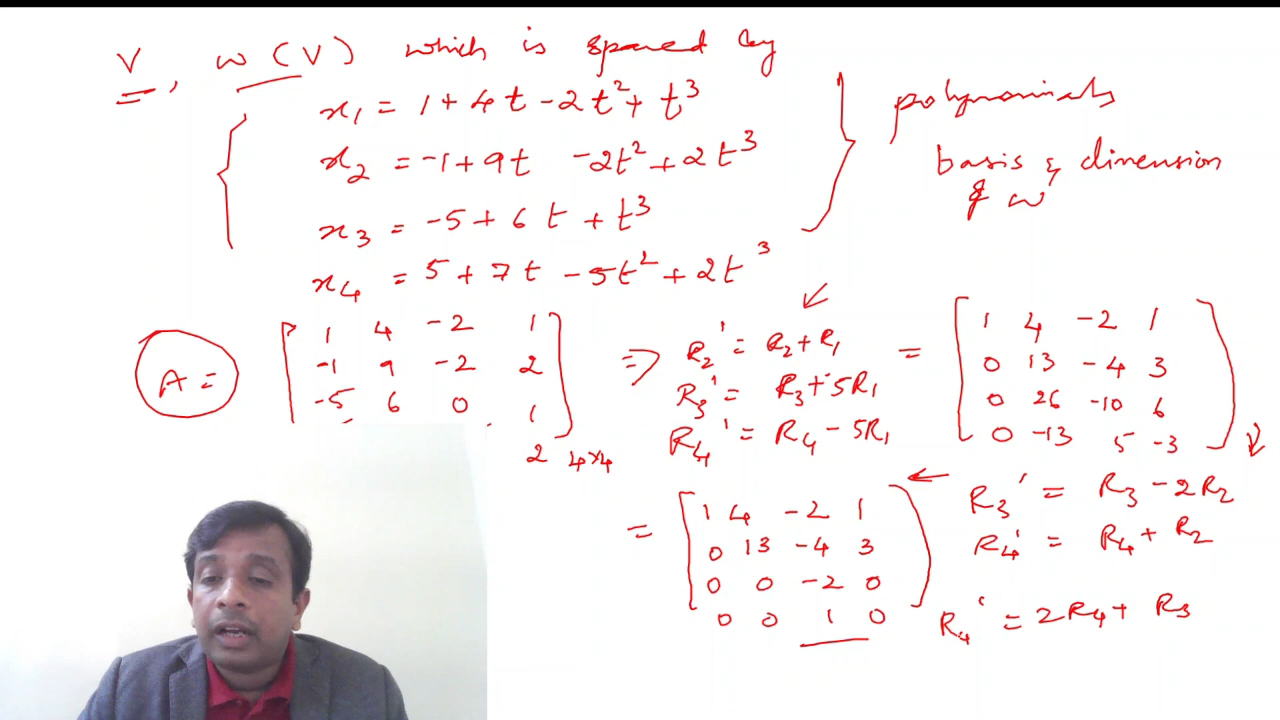 V, w(V) which is spaned by
x₁ = 1 + 4t - 2t² + t³
polynomials
x₂ = -1 + 9t -2t² + 2t³
basis & dimension
of w
x₃ = -5 + 6t + t³
x₄ = 5 + 7t - 5t² + 2t³
A =
1 4 -2 1
-1 9 -2 2
-5 6 0 1
2 4×4
⇒ R₂' = R₂ + R₁
R₃' = R₃ + 5R₁
R₄' = R₄ - 5R₁
=
1 4 -2 1
0 13 -4 3
0 26 -10 6
0 -13 5 -3
R₃' = R₃ - 2R₂
R₄' = R₄ + R₂
=
1 4 -2 1
0 13 -4 3
0 0 -2 0
0 0 1 0
R₄' = 2R₄ + R₃